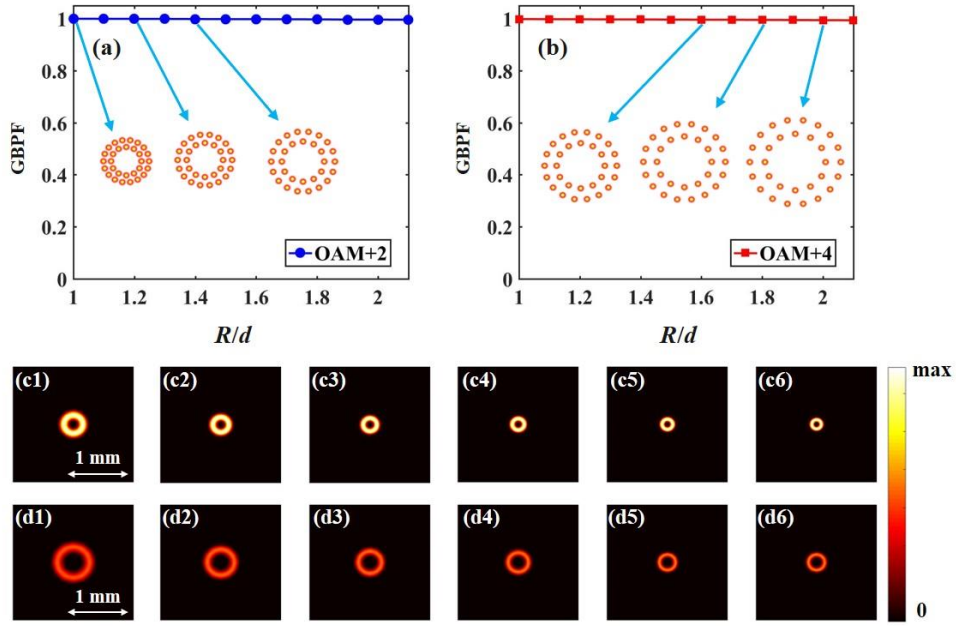 (a)
1
0.8
0.6
0.4
0.2
0
GBPF
OAM+2
1 1.2 1.4 1.6 1.8 2
R/d
(b)
1
0.8
0.6
0.4
0.2
0
GBPF
OAM+4
1 1.2 1.4 1.6 1.8 2
R/d
(c1) (c2) (c3) (c4) (c5) (c6) max
1 mm
(d1) (d2) (d3) (d4) (d5) (d6)
1 mm
0